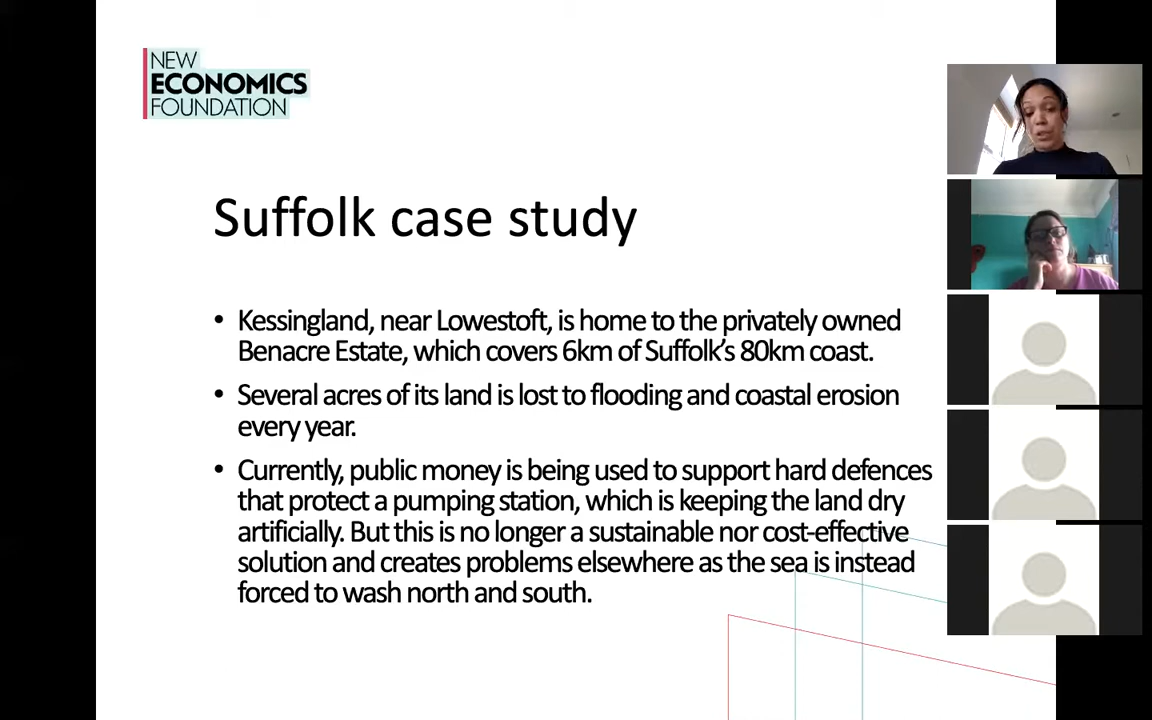 NEW
ECONOMICS
FOUNDATION
Suffolk case study
• Kessingland, near Lowestoft, is home to the privately owned
Benacre Estate, which covers 6km of Suffolk's 80km coast.
• Several acres of its land is lost to flooding and coastal erosion
every year.
• Currently, public money is being used to support hard defences
that protect a pumping station, which is keeping the land dry
artificially. But this is no longer a sustainable nor cost-effective
solution and creates problems elsewhere as the sea is instead
forced to wash north and south.